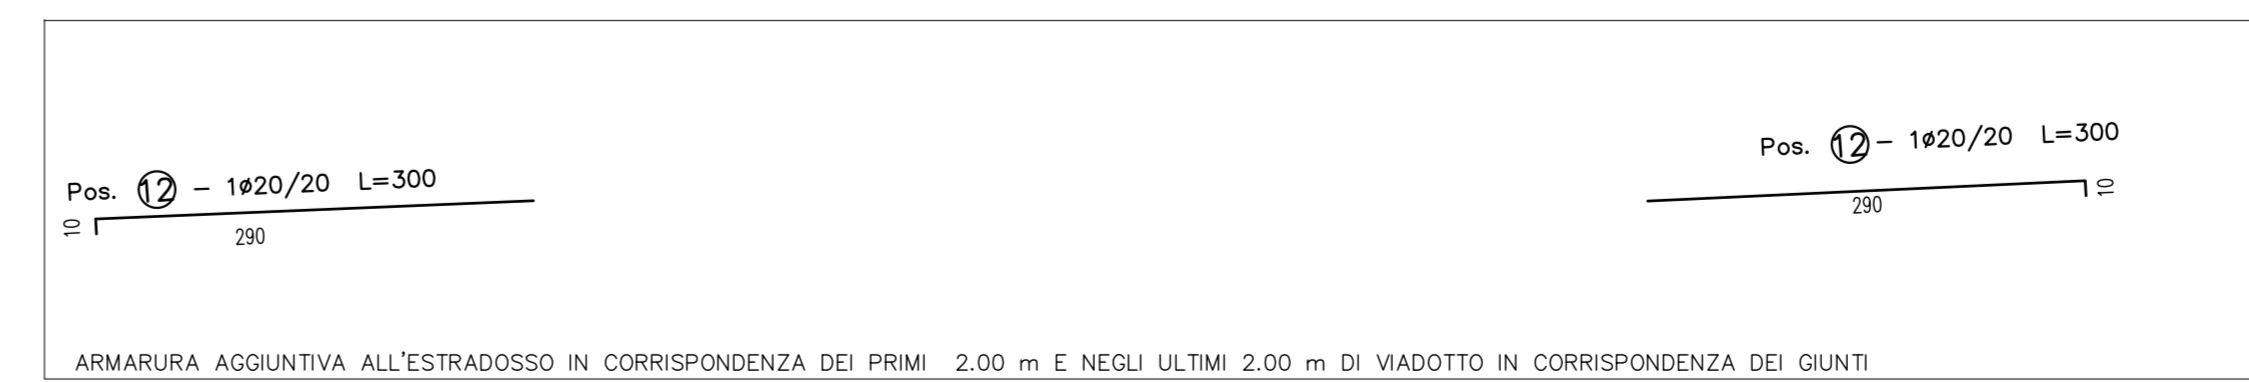 Pos. 12 - 1ø20/20 L=300
10
290
Pos. 12 - 1ø20/20 L=300
290
10
ARMARURA AGGIUNTIVA ALL'ESTRADOSSO IN CORRISPONDENZA DEI PRIMI 2.00 m E NEGLI ULTIMI 2.00 m DI VIADOTTO IN CORRISPONDENZA DEI GIUNTI